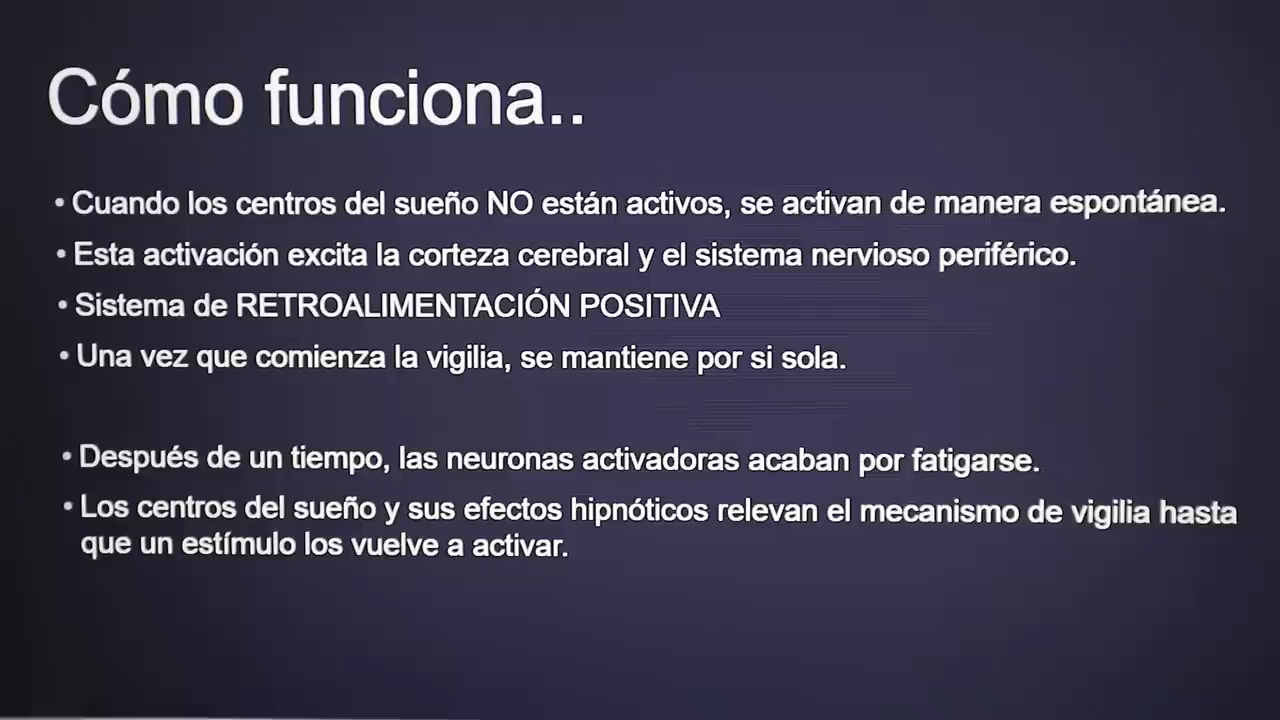 Cómo funciona..
• Cuando los centros del sueño NO están activos, se activan de manera espontánea.
• Esta activación excita la corteza cerebral y el sistema nervioso periférico.
• Sistema de RETROALIMENTACIÓN POSITIVA
• Una vez que comienza la vigilia, se mantiene por si sola.
• Después de un tiempo, las neuronas activadoras acaban por fatigarse.
• Los centros del sueño y sus efectos hipnóticos relevan el mecanismo de vigilia hasta
que un estímulo los vuelve a activar.